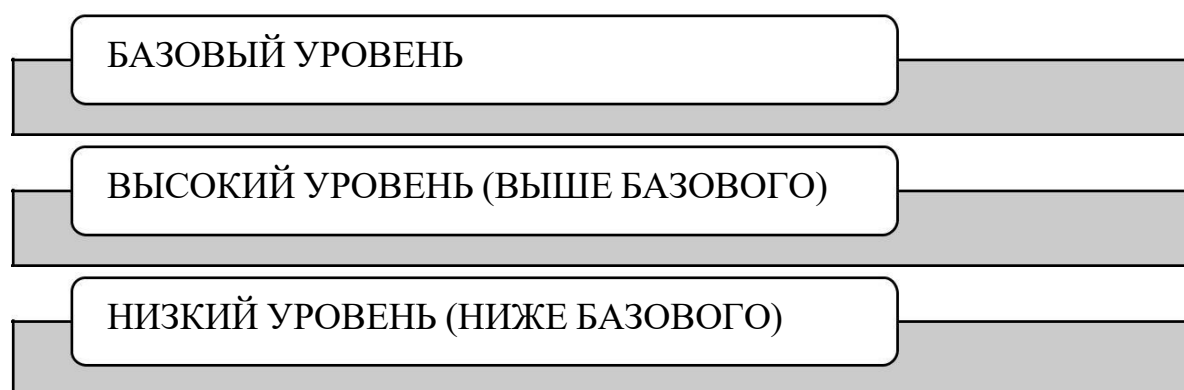 БАЗОВЫЙ УРОВЕНЬ
ВЫСОКИЙ УРОВЕНЬ (ВЫШЕ БАЗОВОГО)
НИЗКИЙ УРОВЕНЬ (НИЖЕ БАЗОВОГО)